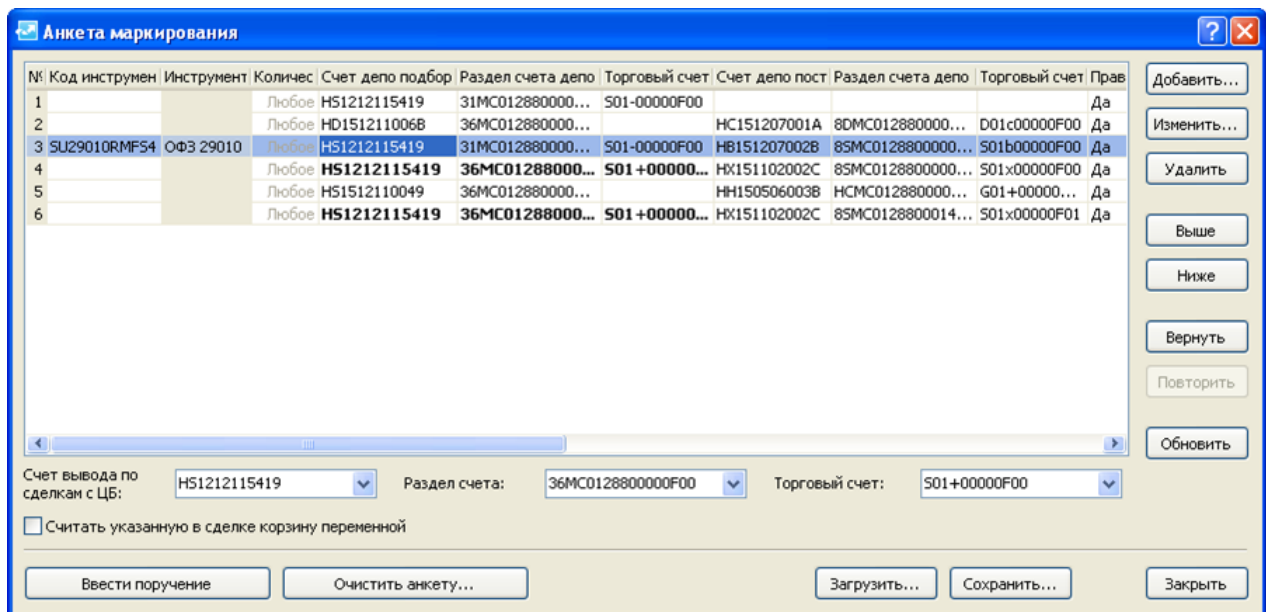 Анкета маркирования
№ Код инструмен Инструмент Количес Счет депо подбор Раздел счета депо Торговый счет Счет депо пост Раздел счета депо Торговый счет Прав
1 Любое HS1212115419 31MC012880000... S01-00000F00 Да
2 Любое HD151211006B 36MC012880000... HC151207001A 8DMC012880000... D01c00000F00 Да
3 SU29010RMFS4 ОФЗ 29010 Любое HS1212115419 31MC012880000... S01-00000F00 HB151207002B 8SMC012880000... S01b00000F00 Да
4 Любое HS1212115419 36MC01288000... S01+00000... HX151102002C 8SMC012880000... S01x00000F00 Да
5 Любое HS1512110049 36MC012880000... HH150506003B HCMC012880000... G01+00000... Да
6 Любое HS1212115419 36MC01288000... S01+00000... HX151102002C 8SMC0128800014... S01x00000F01 Да
Добавить...
Изменить...
Удалить
Выше
Ниже
Вернуть
Повторить
Обновить
Счет вывода по
сделкам с ЦБ: HS1212115419 Раздел счета: 36MC0128800000F00 Торговый счет: S01+00000F00
Считать указанную в сделке корзину переменной
Ввести поручение Очистить анкету... Загрузить... Сохранить... Закрыть